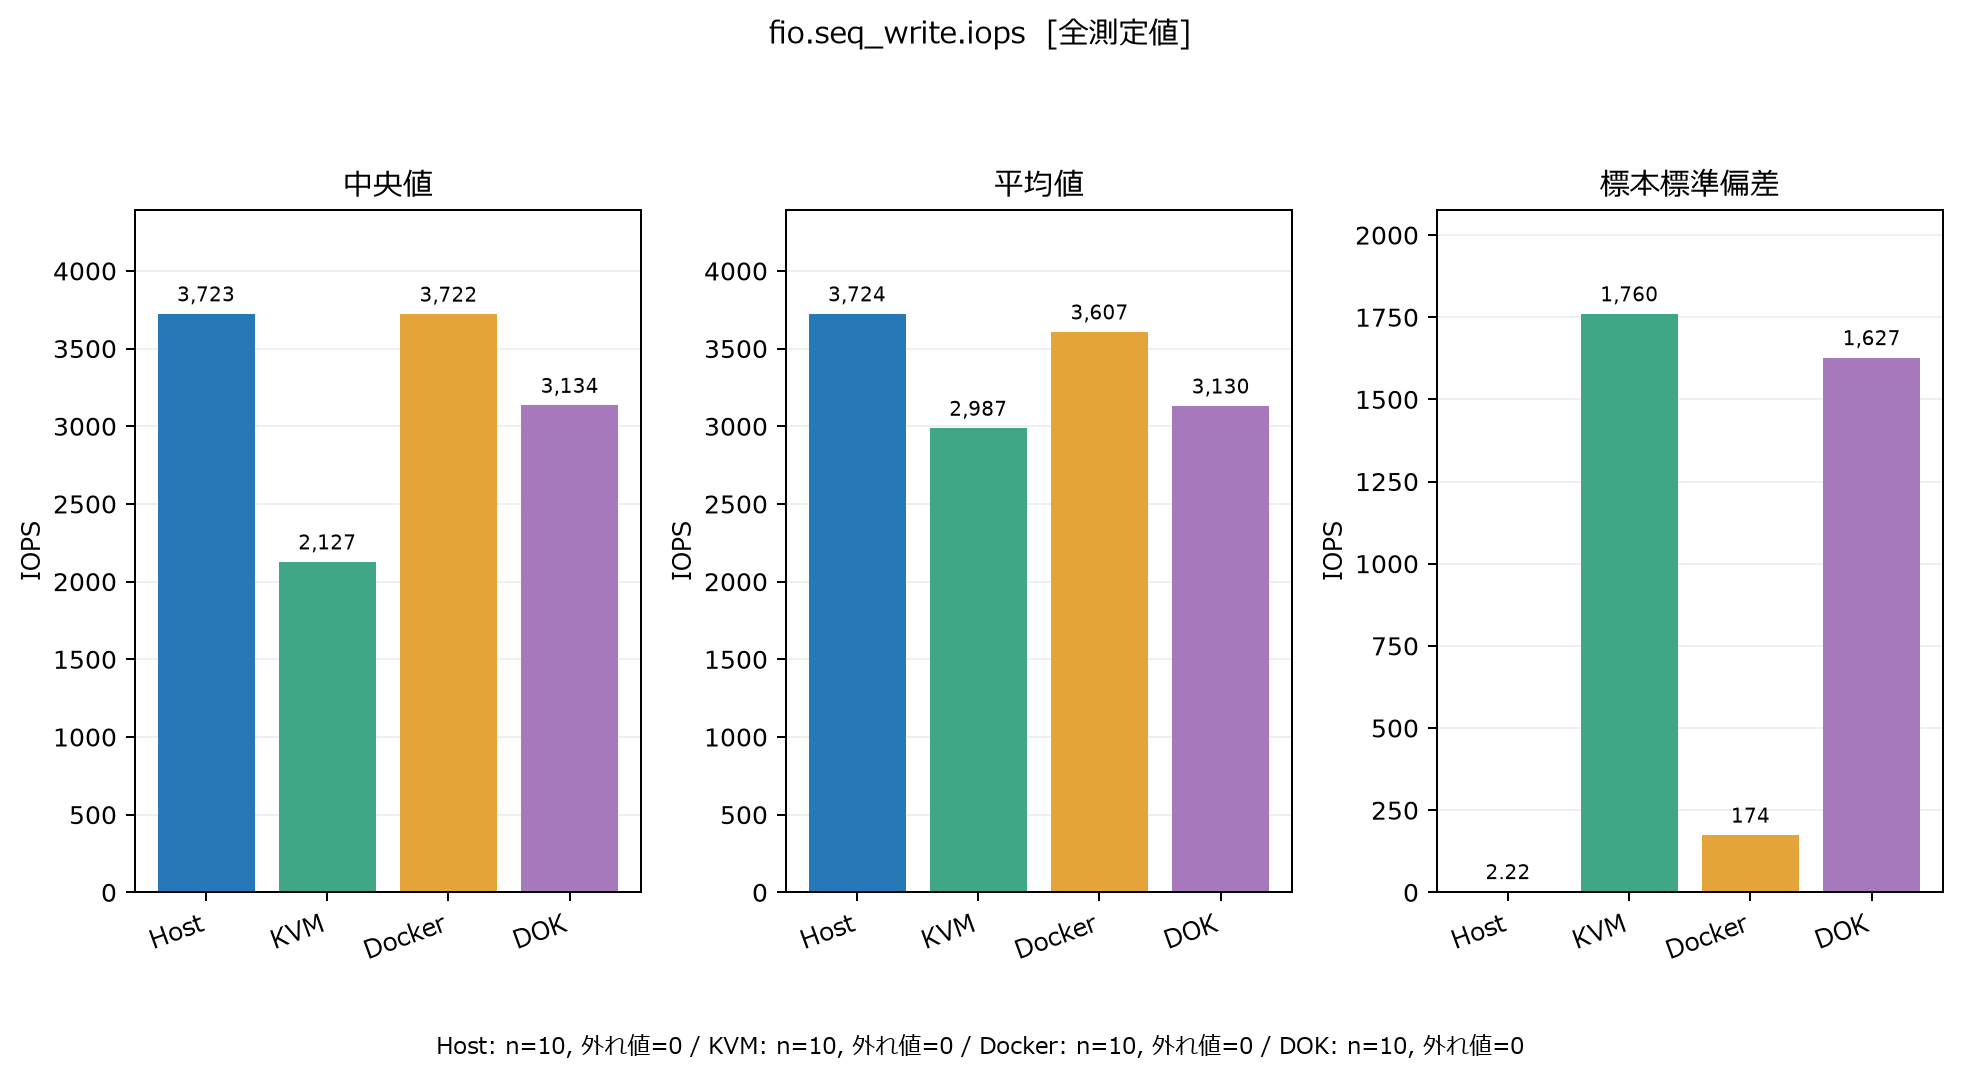 fio.seq_write.iops [全測定値]
中央値
IOPS
4000
3500
3000
2500
2000
1500
1000
500
0
3,723
2,127
3,722
3,134
Host
KVM
Docker
DOK
平均値
IOPS
4000
3500
3000
2500
2000
1500
1000
500
0
3,724
2,987
3,607
3,130
Host
KVM
Docker
DOK
標本標準偏差
IOPS
2000
1750
1500
1250
1000
750
500
250
0
2.22
1,760
174
1,627
Host
KVM
Docker
DOK
Host: n=10, 外れ値=0 / KVM: n=10, 外れ値=0 / Docker: n=10, 外れ値=0 / DOK: n=10, 外れ値=0